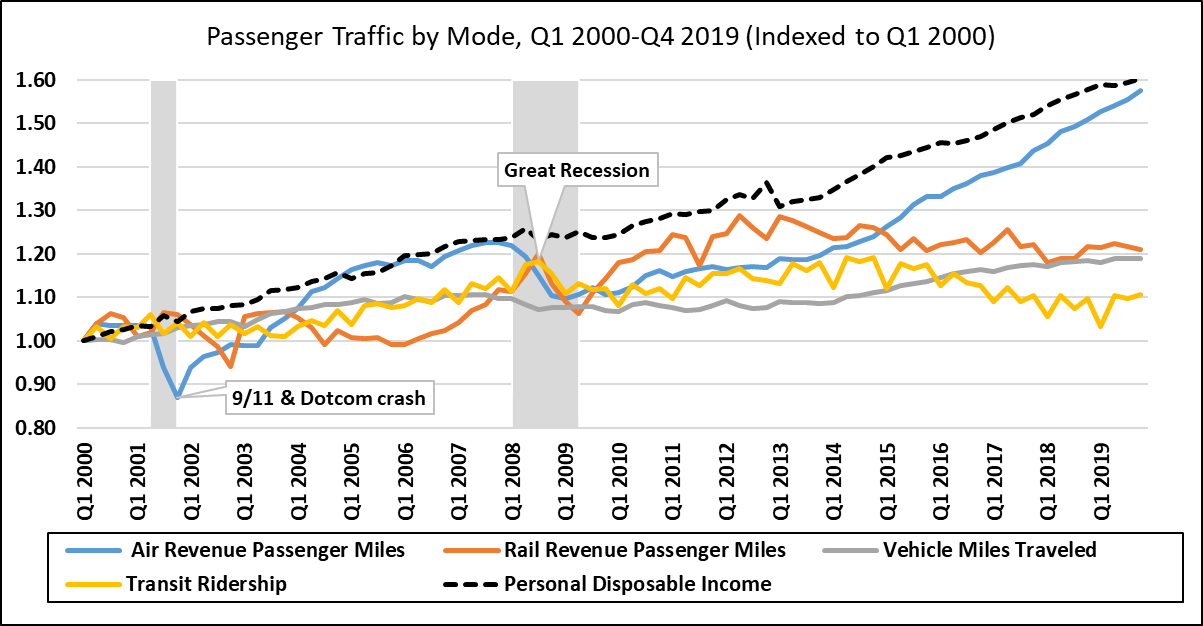 Passenger Traffic by Mode, Q1 2000-Q4 2019 (Indexed to Q1 2000)
1.60
1.50
1.40
1.30
1.20
1.10
1.00
0.90
0.80
Great Recession
9/11 & Dotcom crash
Q1 2000
Q1 2001
Q1 2002
Q1 2003
Q1 2004
Q1 2005
Q1 2006
Q1 2007
Q1 2008
Q1 2009
Q1 2010
Q1 2011
Q1 2012
Q1 2013
Q1 2014
Q1 2015
Q1 2016
Q1 2017
Q1 2018
Q1 2019
Air Revenue Passenger Miles
Rail Revenue Passenger Miles
Vehicle Miles Traveled
Transit Ridership
Personal Disposable Income